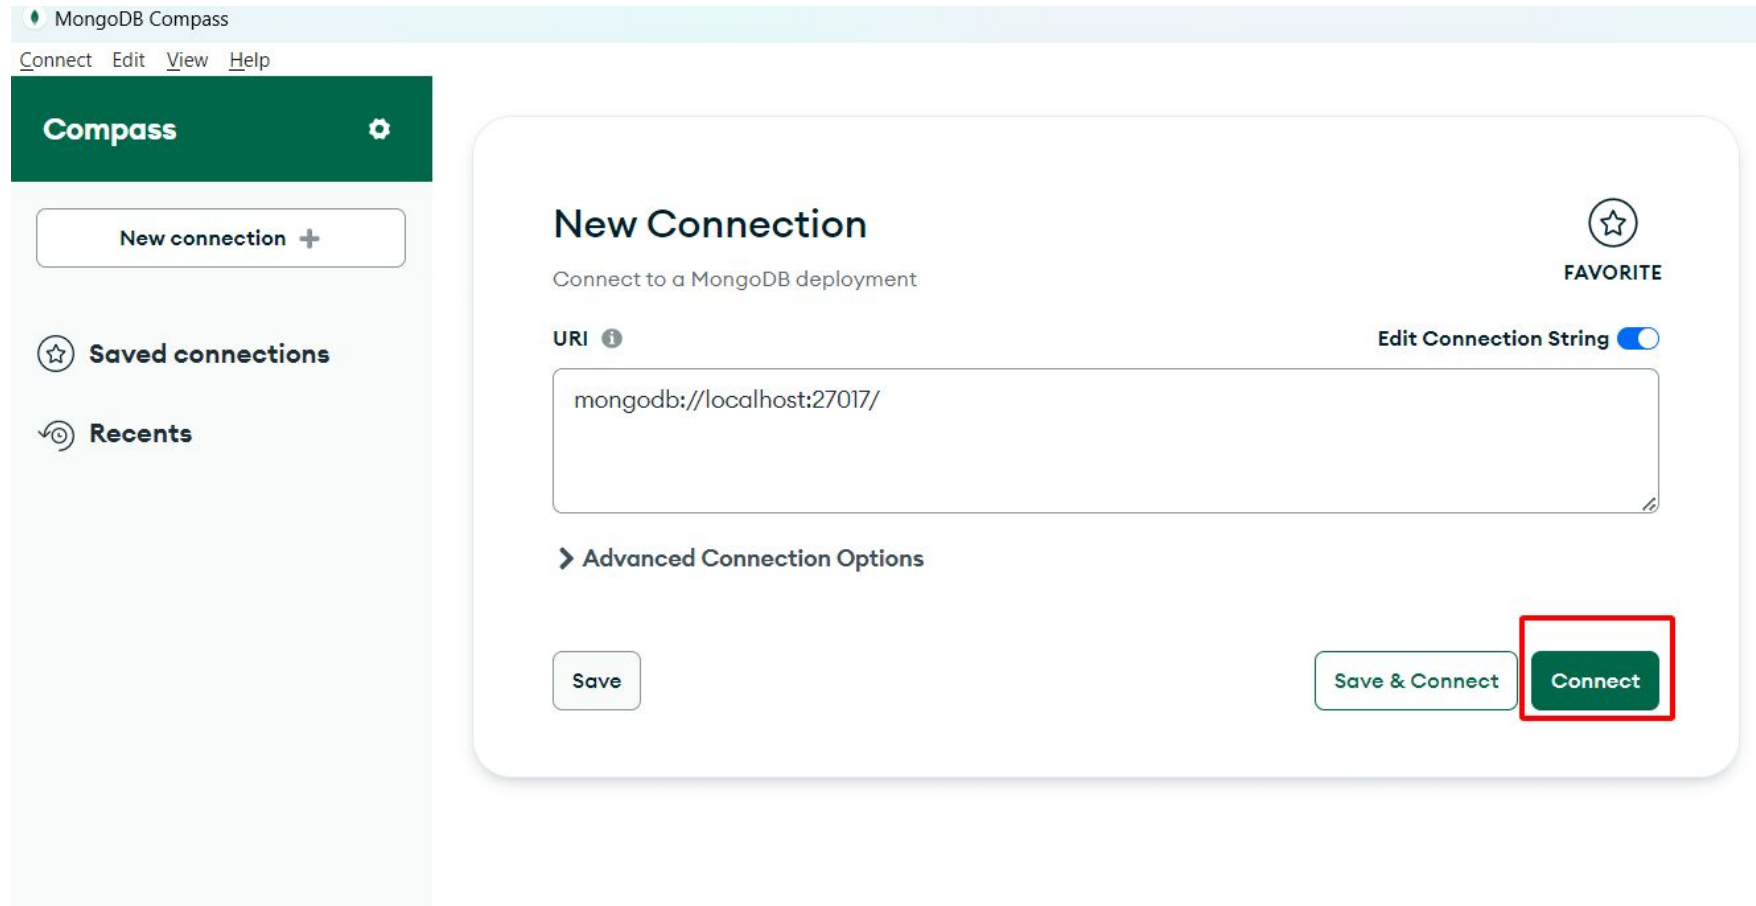 MongoDB Compass
Connect Edit View Help
Compass
New connection
Saved connections
Recents
New Connection
FAVORITE
Connect to a MongoDB deployment
URI
Edit Connection String
mongodb://localhost:27017/
Advanced Connection Options
Save
Save & Connect
Connect